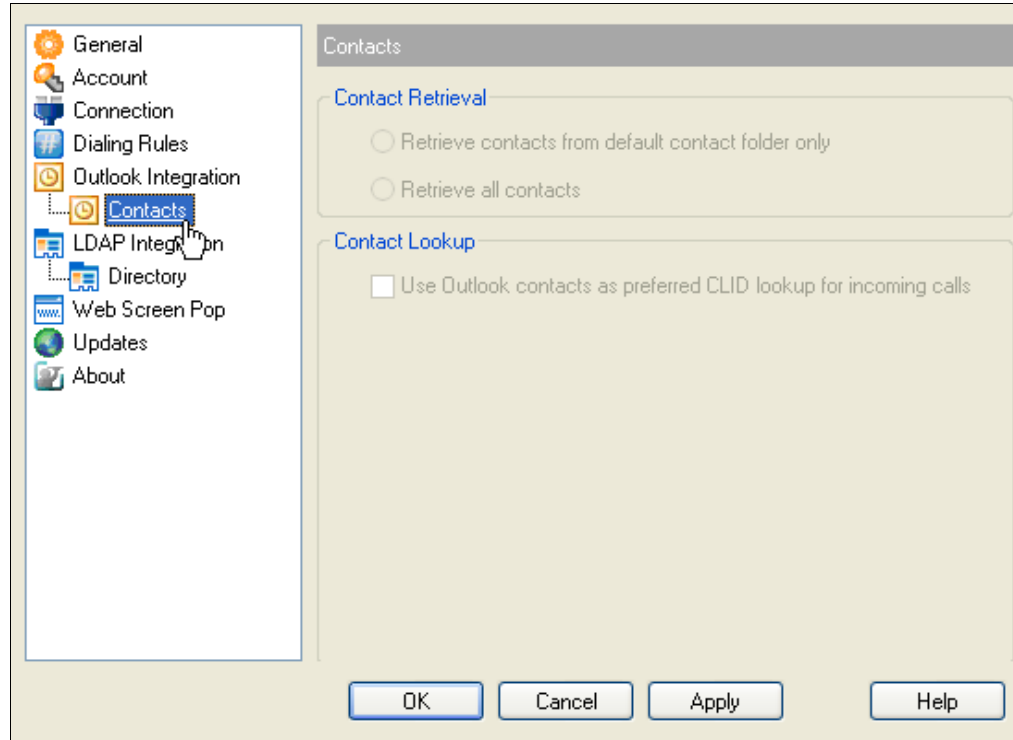 General
Account
Connection
Dialing Rules
#
Outlook Integration
Contacts
LDAP Integration
Directory
www.
Web Screen Pop
Updates
About
Contacts
Contact Retrieval
Retrieve contacts from default contact folder only
Retrieve all contacts
Contact Lookup
Use Outlook contacts as preferred CLID lookup for incoming calls
OK
Cancel
Apply
Help